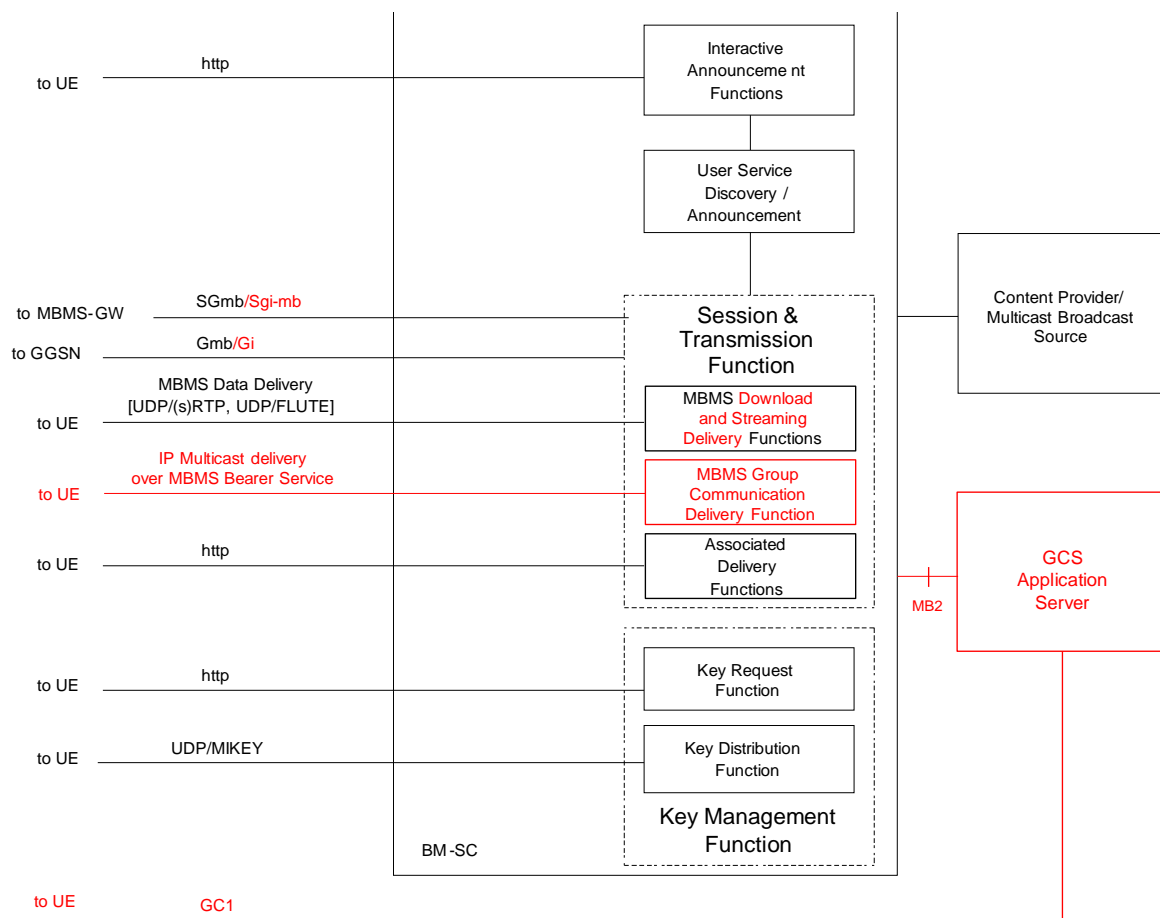 http
to UE
Interactive
Announceme nt
Functions
User Service
Discovery /
Announcement
SGmb/Sgi-mb
to MBMS-GW
Gmb/Gi
to GGSN
Session &
Transmission
Function
Content Provider/
Multicast Broadcast
Source
MBMS Data Delivery
[UDP/(s)RTP, UDP/FLUTE]
to UE
MBMS Download
and Streaming
Delivery Functions
IP Multicast delivery
over MBMS Bearer Service
to UE
MBMS Group
Communication
Delivery Function
http
to UE
Associated
Delivery
Functions
GCS
Application
Server
MB2
http
to UE
Key Request
Function
UDP/MIKEY
to UE
Key Distribution
Function
Key Management
Function
BM-SC
to UE
GC1